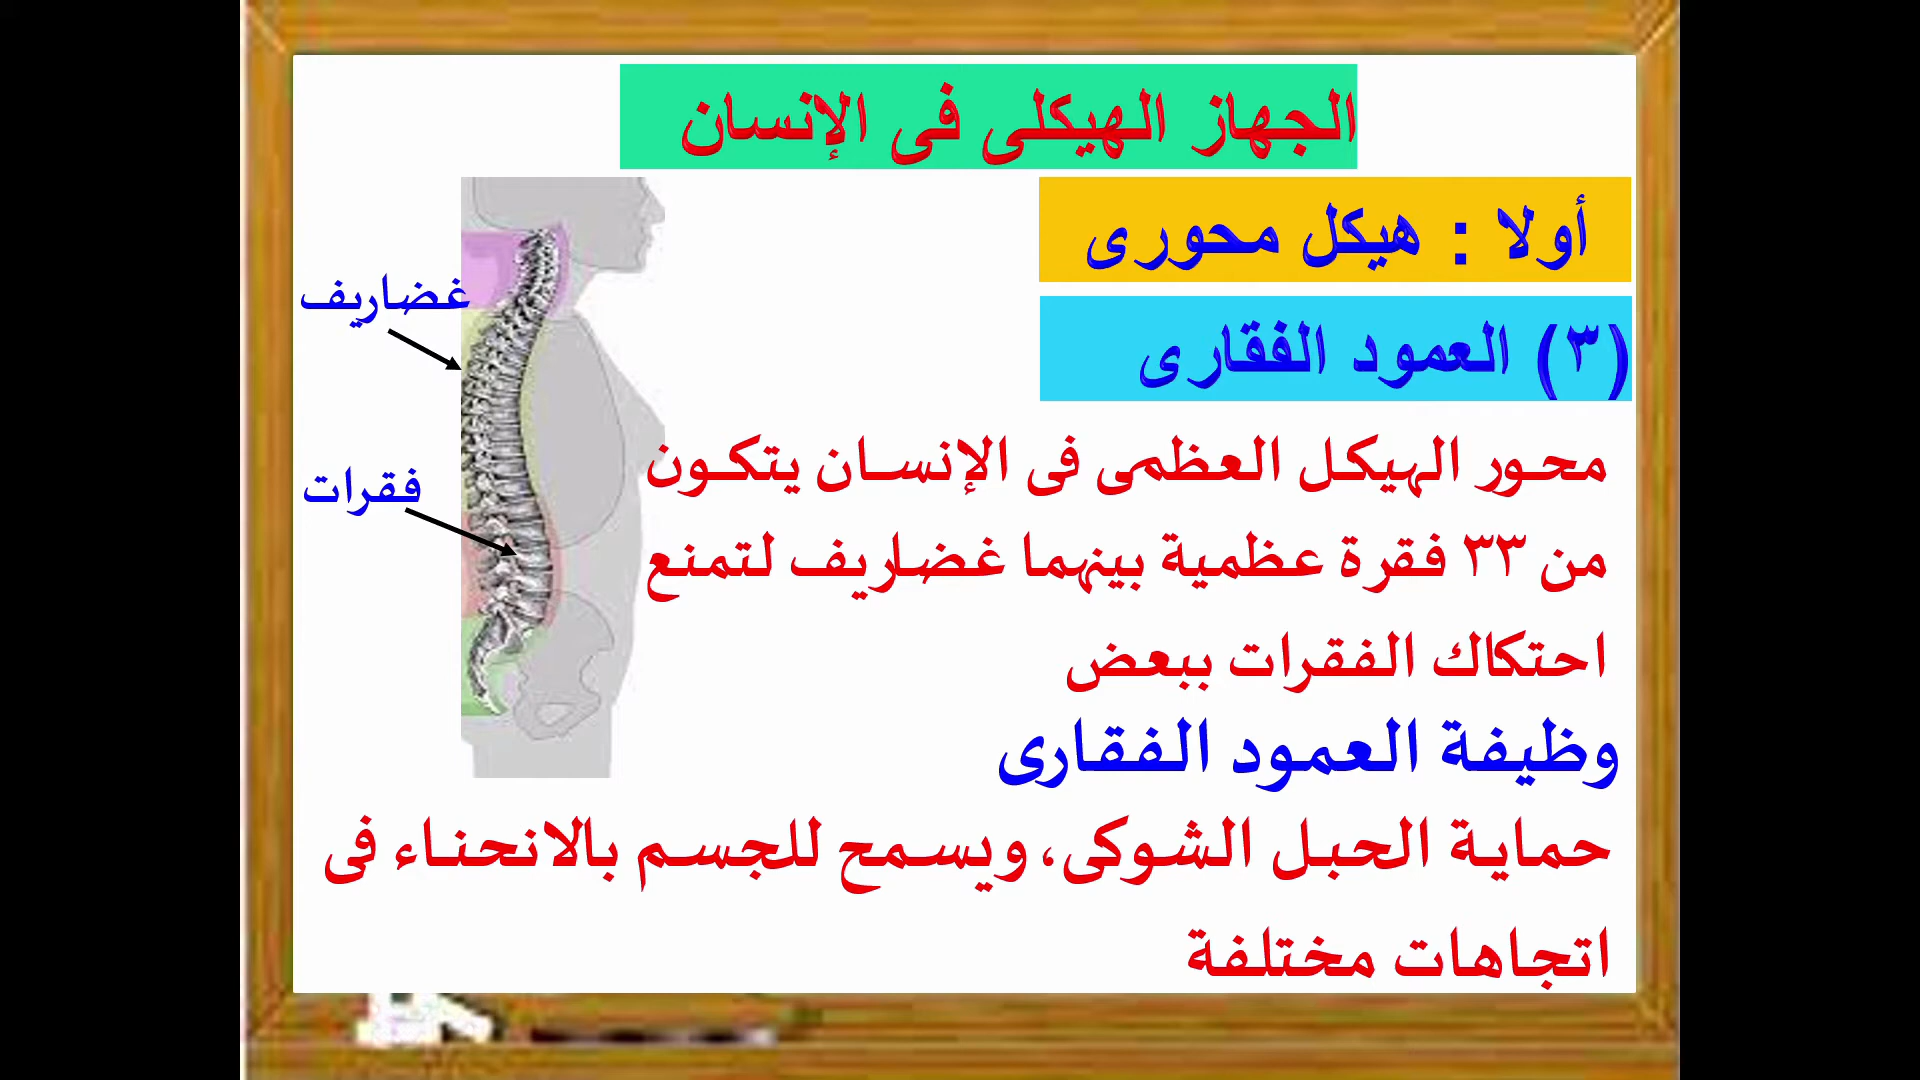 الجهاز الهيكلى فى الإنسان
أولا : هيكل محورى
(٣) العمود الفقارى
غضاريف
فقرات
محور الهيكل العظمى فى الإنسان يتكون
من ٣٣ فقرة عظمية بينهما غضاريف لتمنع
احتكاك الفقرات ببعض
وظيفة العمود الفقارى
حماية الحبل الشوكى، ويسمح للجسم بالانحناء فى
اتجاهات مختلفة